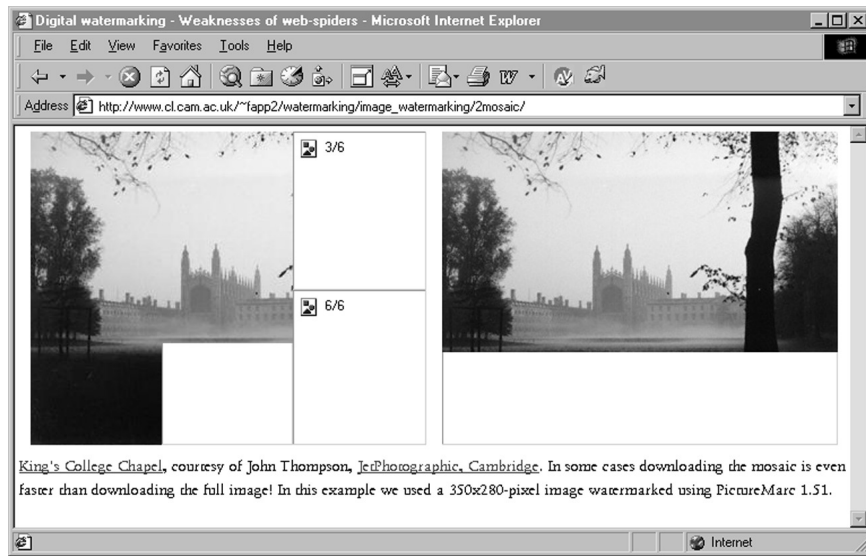 Digital watermarking - Weaknesses of web-spiders - Microsoft Internet Explorer
File Edit View Favorites Tools Help
Address http://www.cl.cam.ac.uk/~fapp2/watermarking/image_watermarking/2mosaic/
3/6
6/6
King's College Chapel, courtesy of John Thompson, JetPhotographic, Cambridge. In some cases downloading the mosaic is even
faster than downloading the full image! In this example we used a 350x280-pixel image watermarked using PictureMarc 1.51.
Internet